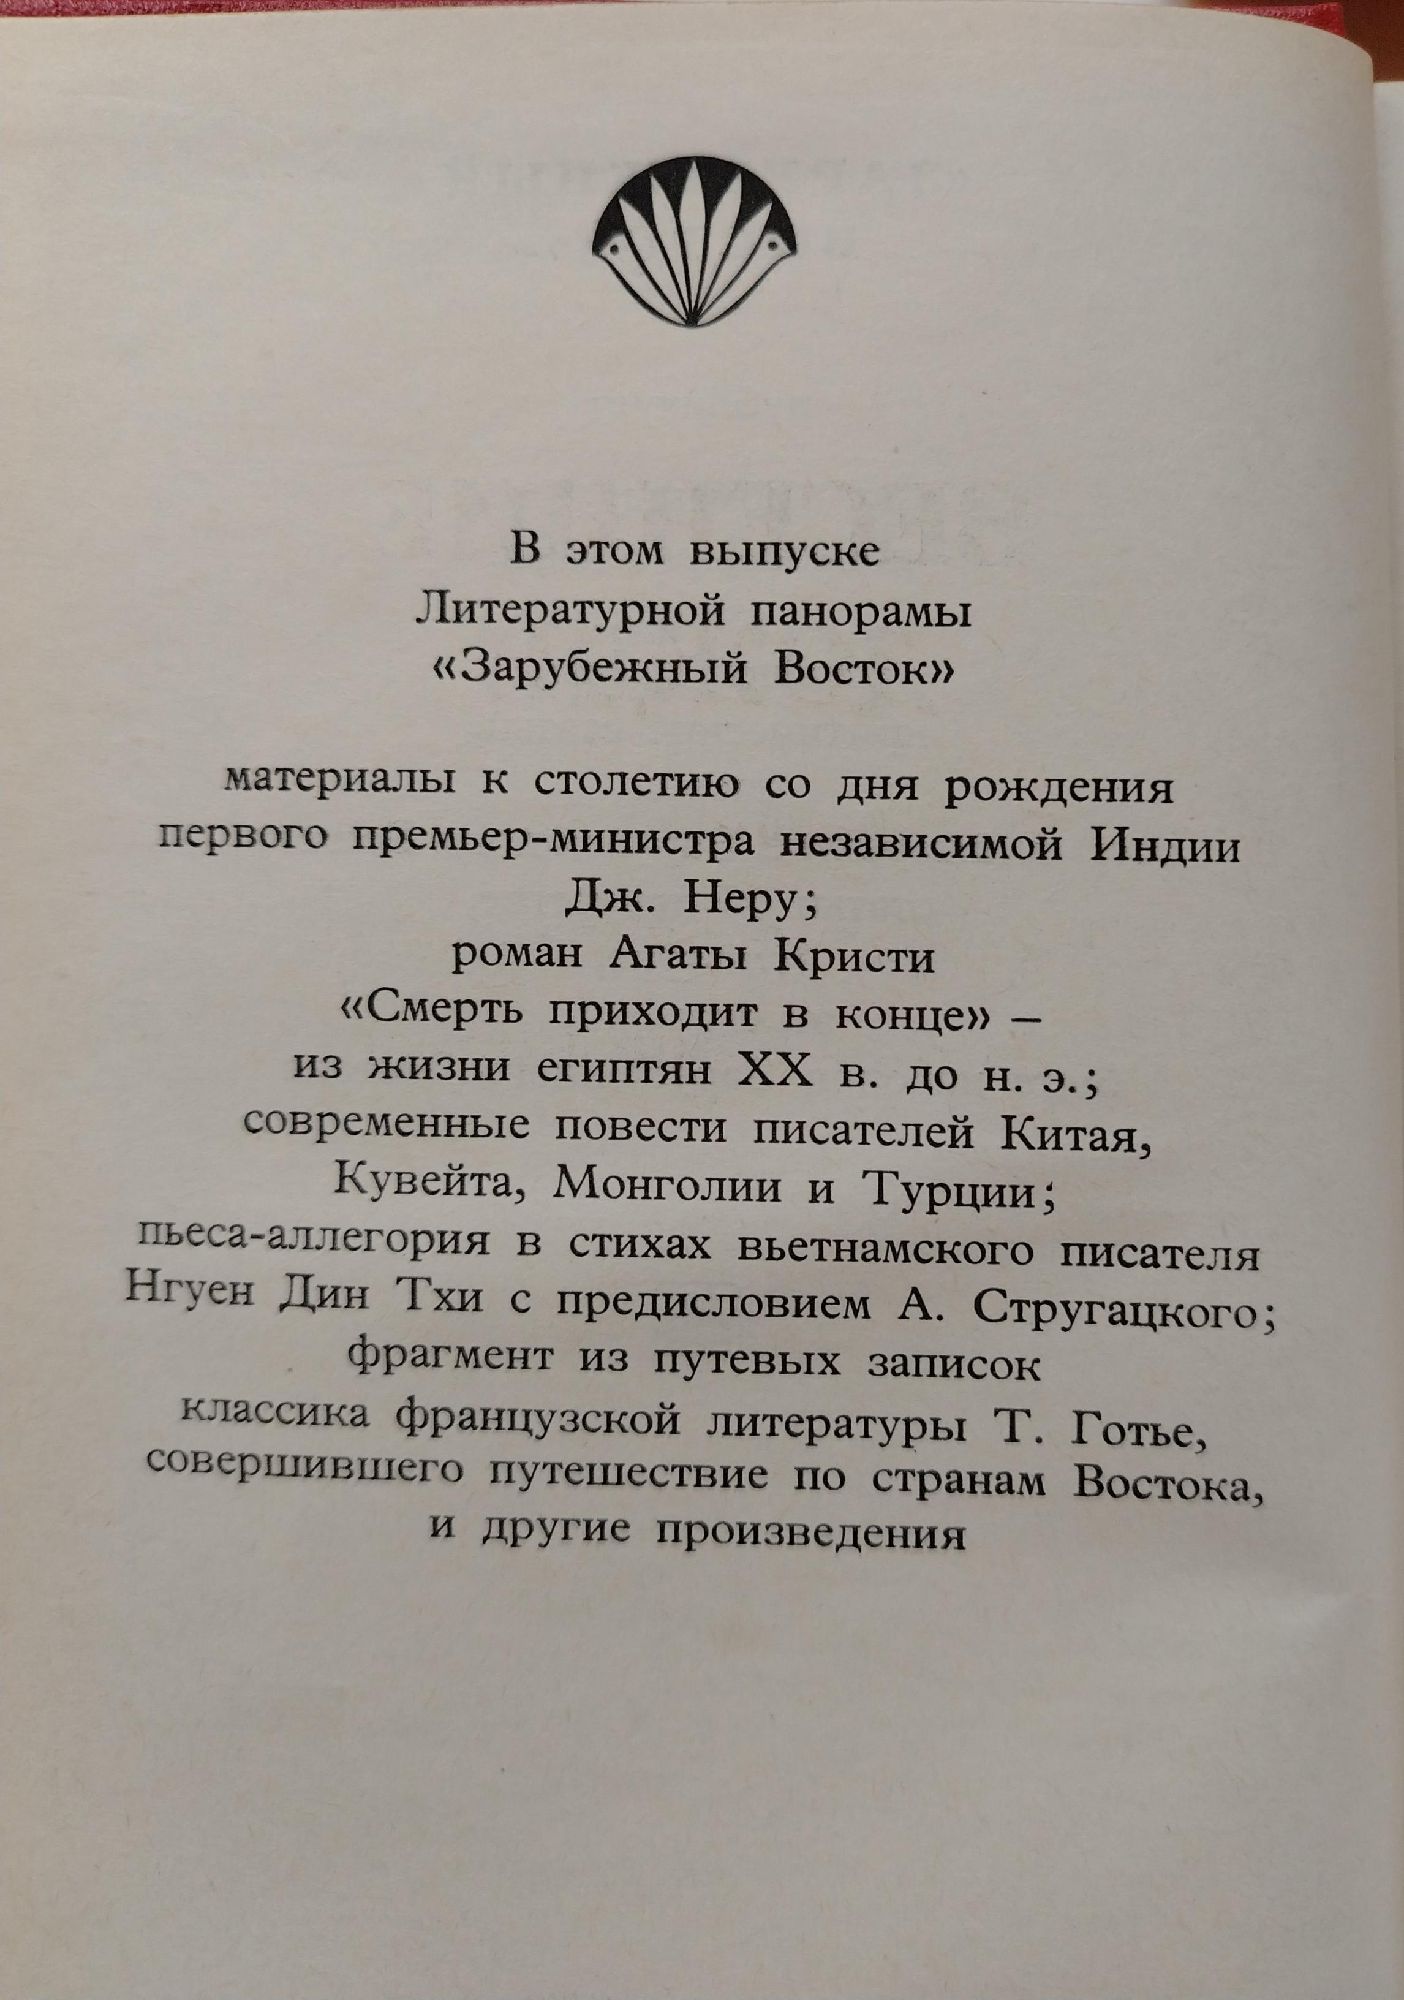 В этом выпуске
Литературной панорамы
«Зарубежный Восток»
материалы к столетию со дня рождения
первого премьер-министра независимой Индии
Дж. Неру;
роман Агаты Кристи
«Смерть приходит в конце» —
из жизни египтян XX в. до н. э.;
современные повести писателей Китая,
Кувейта, Монголии и Турции;
пьеса-аллегория в стихах вьетнамского писателя
Нгуен Дин Тхи с предисловием А. Стругацкого;
фрагмент из путевых записок
классика французской литературы Т. Готье,
совершившего путешествие по странам Востока,
и другие произведения